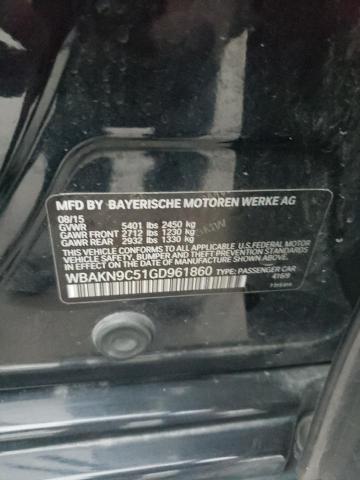 MFD BY BAYERISCHE MOTOREN WERKE AG
08/15
GVWR 5401 lbs 2450 kg
GAWR FRONT 2712 lbs 1230 kg
GAWR REAR 2932 lbs 1330 kg
THIS VEHICLE CONFORMS TO ALL APPLICABLE U.S.FEDERAL MOTOR
VEHICLE SAFETY, BUMPER, AND THEFT PREVENTION STANDARDS
IN EFFECT ON THE DATE OF MANUFACTURE SHOWN ABOVE.
WBAKN9C51GD961860 TYPE: PASSENGER CAR